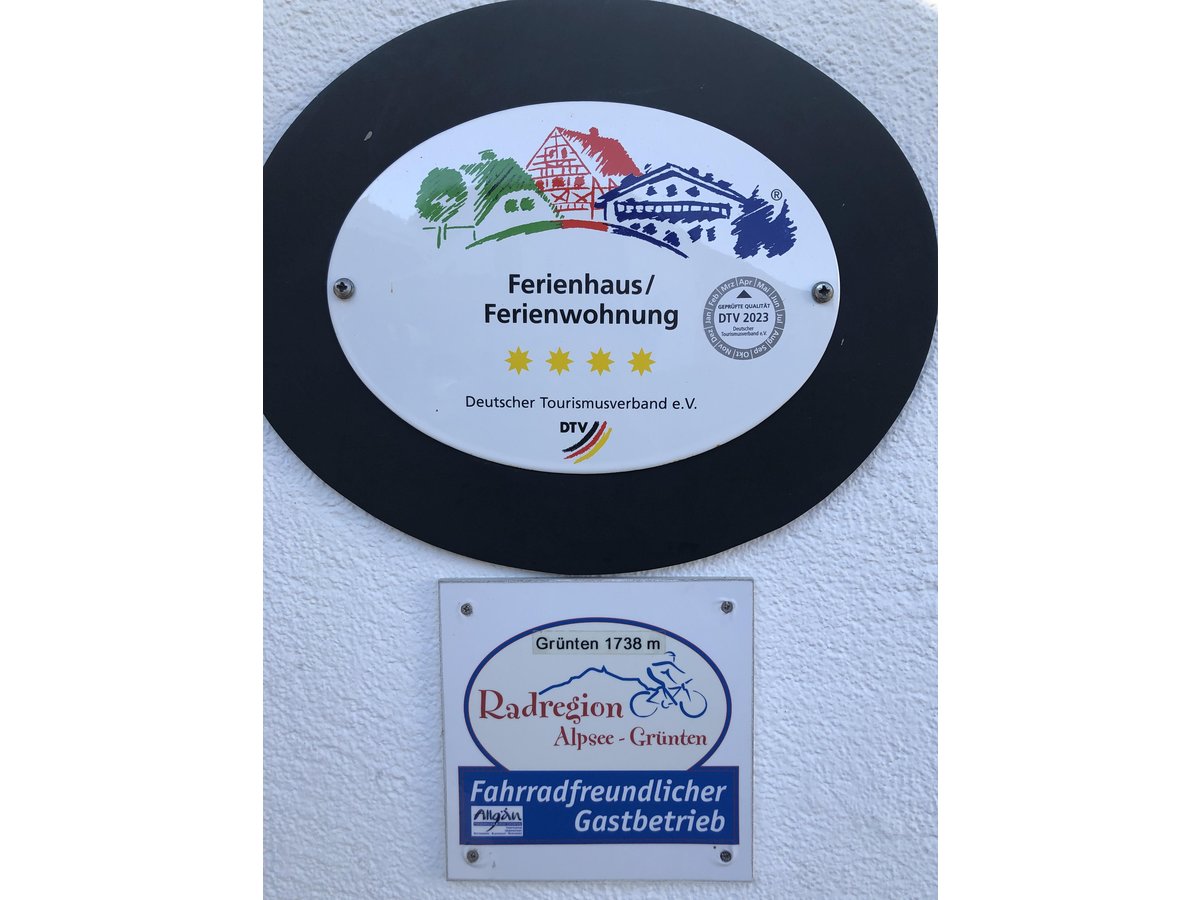 ®
Ferienhaus/
Ferienwohnung
Jan Feb Mrz Apr Mai Jun Jul Aug Sep Okt Nov Dez
GEPRÜFTE QUALITÄT
DTV 2023
Deutscher
Tourismusverband e.V.
Deutscher Tourismusverband e.V.
DTV
Grünten 1738 m
Radregion
Alpsee - Grünten
Fahrradfreundlicher
Gastbetrieb
Allgäu